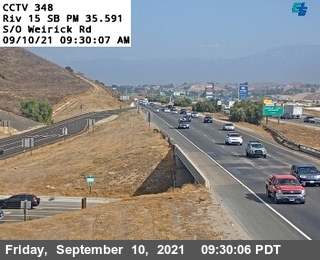 CCTV 348
Riv 15 SB PM 35.591
S/O Weirick Rd
09/10/21 09:30:07 AM
Friday, September 10, 2021 09:30:06 PDT